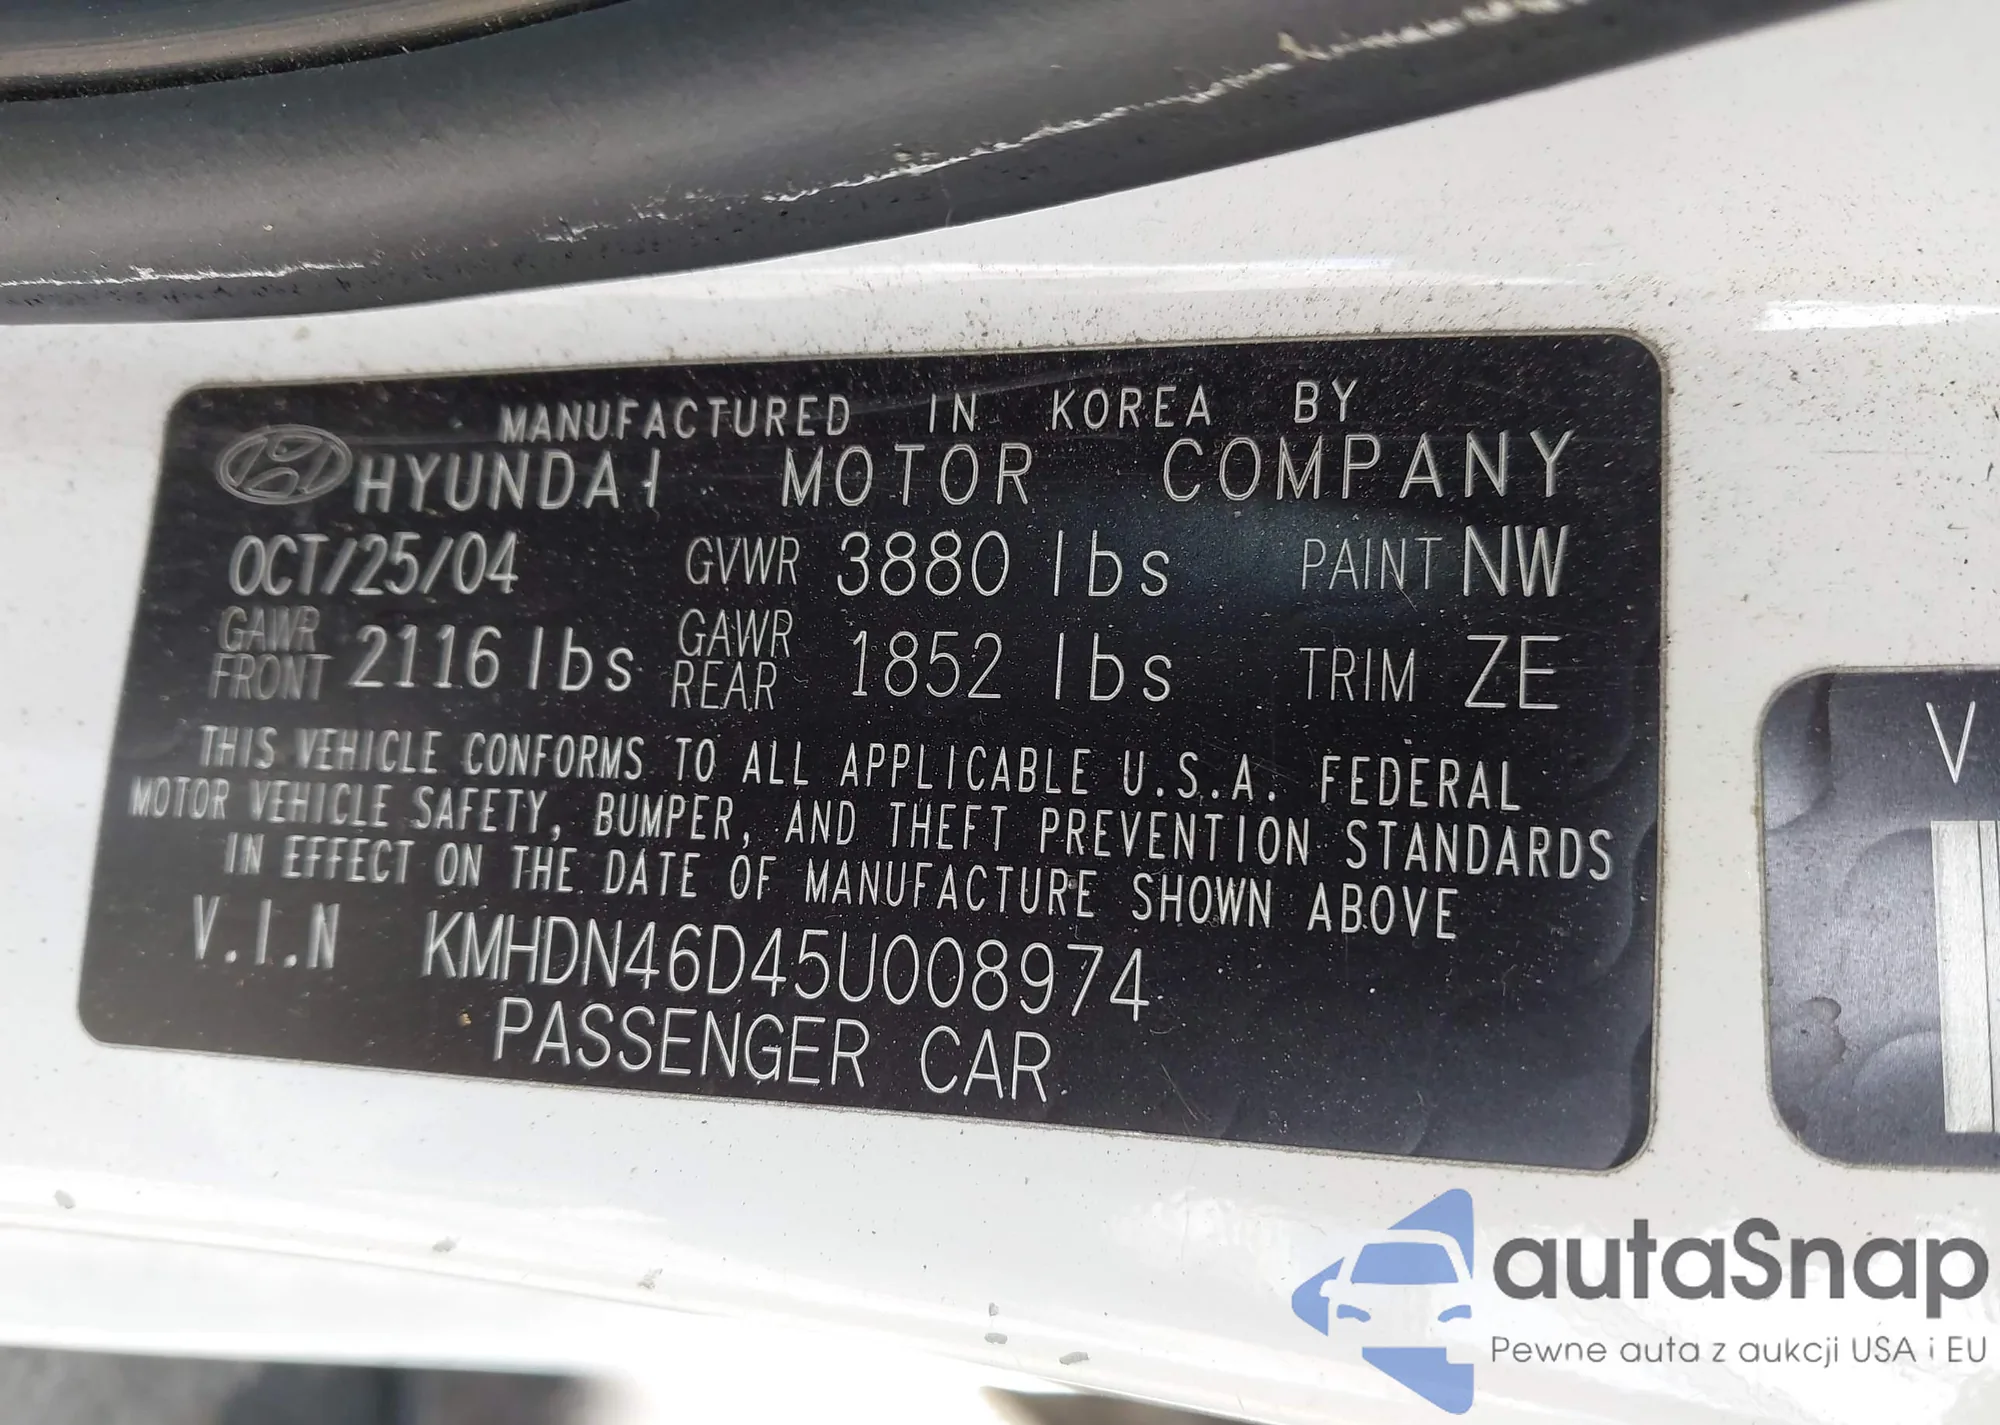 MANUFACTURED IN KOREA BY
HYUNDAI MOTOR COMPANY
OCT/25/04 GVWR 3880 lbs PAINT NW
GAWR FRONT 2116 lbs GAWR REAR 1852 lbs TRIM ZE
THIS VEHICLE CONFORMS TO ALL APPLICABLE U.S.A. FEDERAL
MOTOR VEHICLE SAFETY, BUMPER, AND THEFT PREVENTION STANDARDS
IN EFFECT ON THE DATE OF MANUFACTURE SHOWN ABOVE
V.I.N KMHDN46D45U008974
PASSENGER CAR
V
autaSnap
Pewne auta z aukcji USA i EU